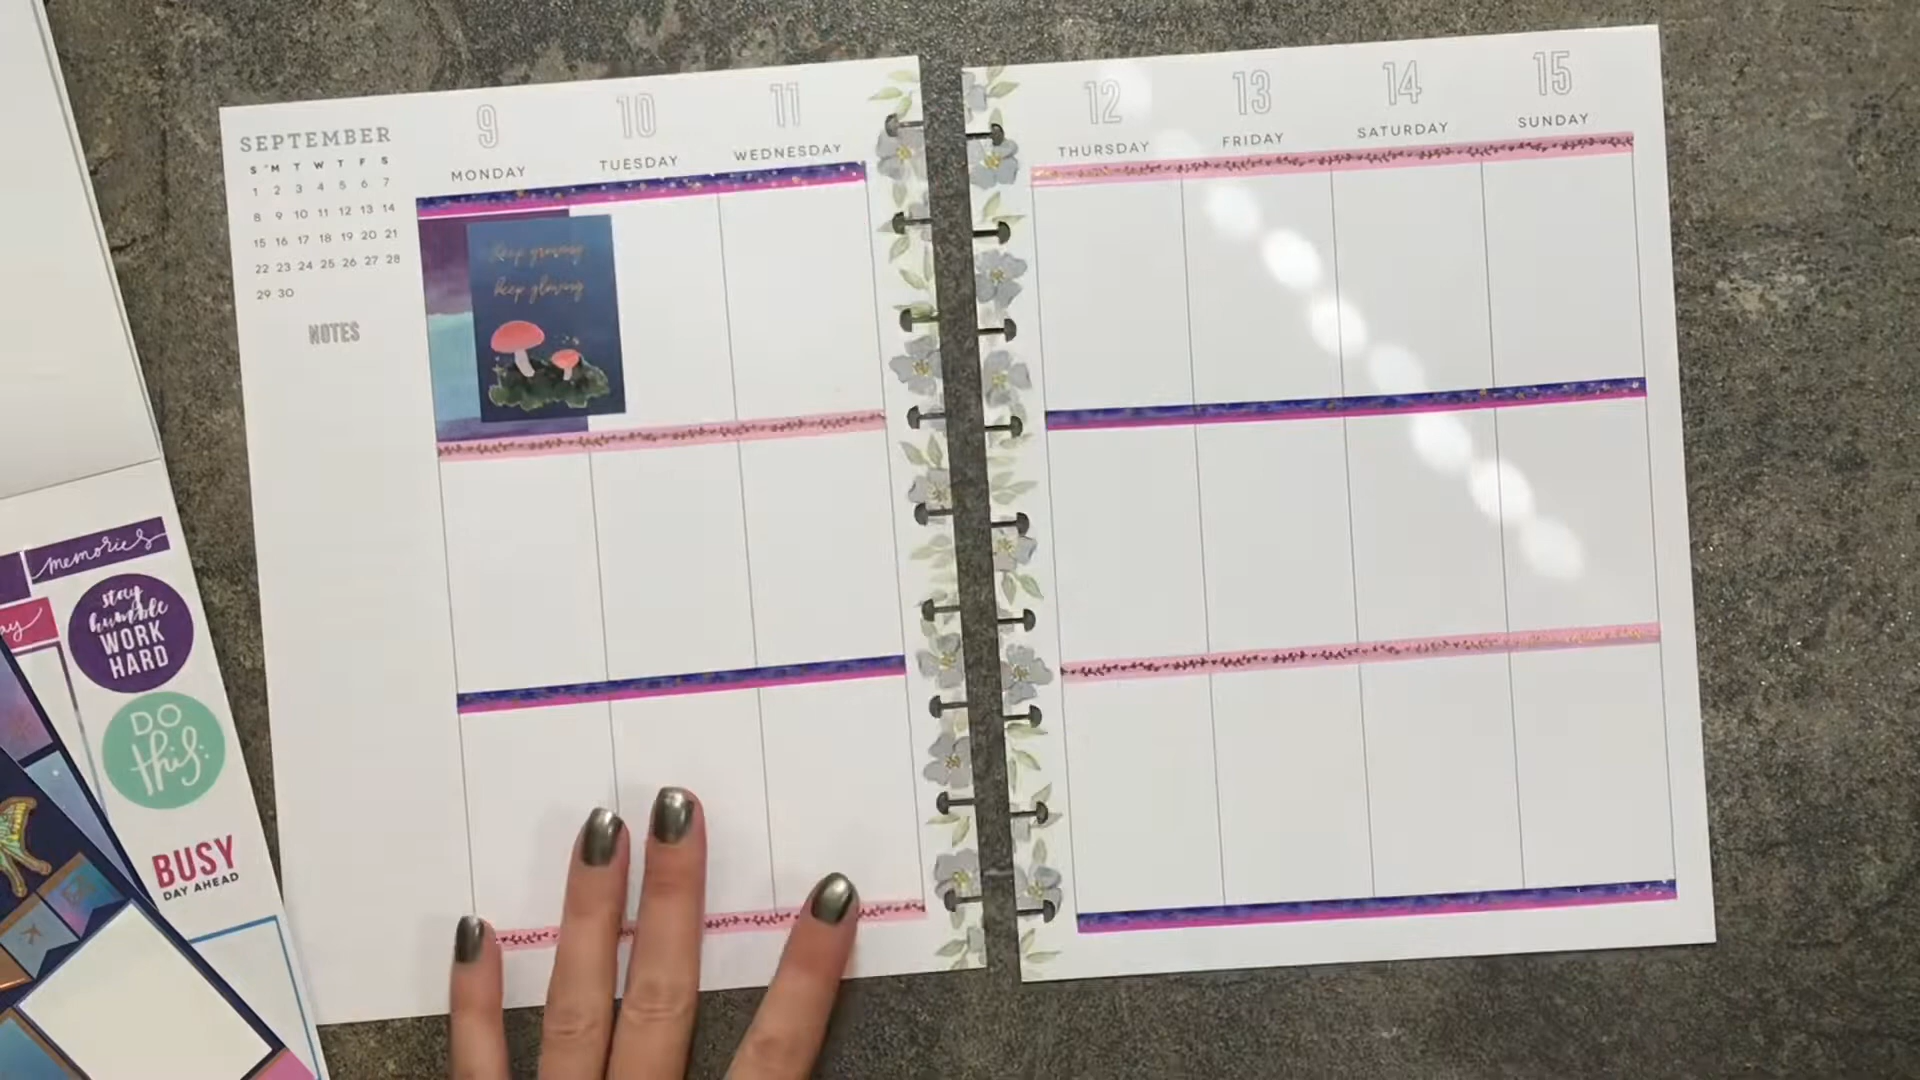 SEPTEMBER
S M T W T F S
1 2 3 4 5 6 7
8 9 10 11 12 13 14
15 16 17 18 19 20 21
22 23 24 25 26 27 28
29 30
NOTES
9
MONDAY
10
TUESDAY
11
WEDNESDAY
Keep growing
keep glowing
12
THURSDAY
13
FRIDAY
14
SATURDAY
15
SUNDAY
memories
stay
humble
WORK
HARD
DO
this:
BUSY
DAY AHEAD